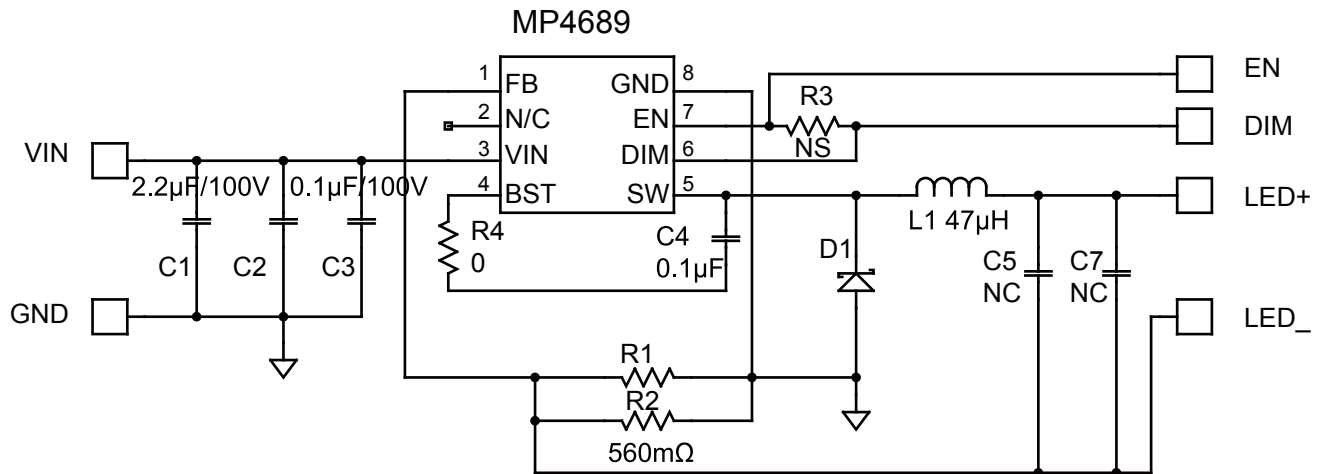 MP4689
1 FB GND 8
2 N/C EN 7
3 VIN DIM 6
4 BST SW 5
EN
R3
NS
DIM
VIN
2.2µF/100V 0.1µF/100V
C1 C2 C3
R4
0
C4
0.1µF
D1
L1 47µH
LED+
C5
NC
C7
NC
GND
LED_
R1
R2
560mΩ